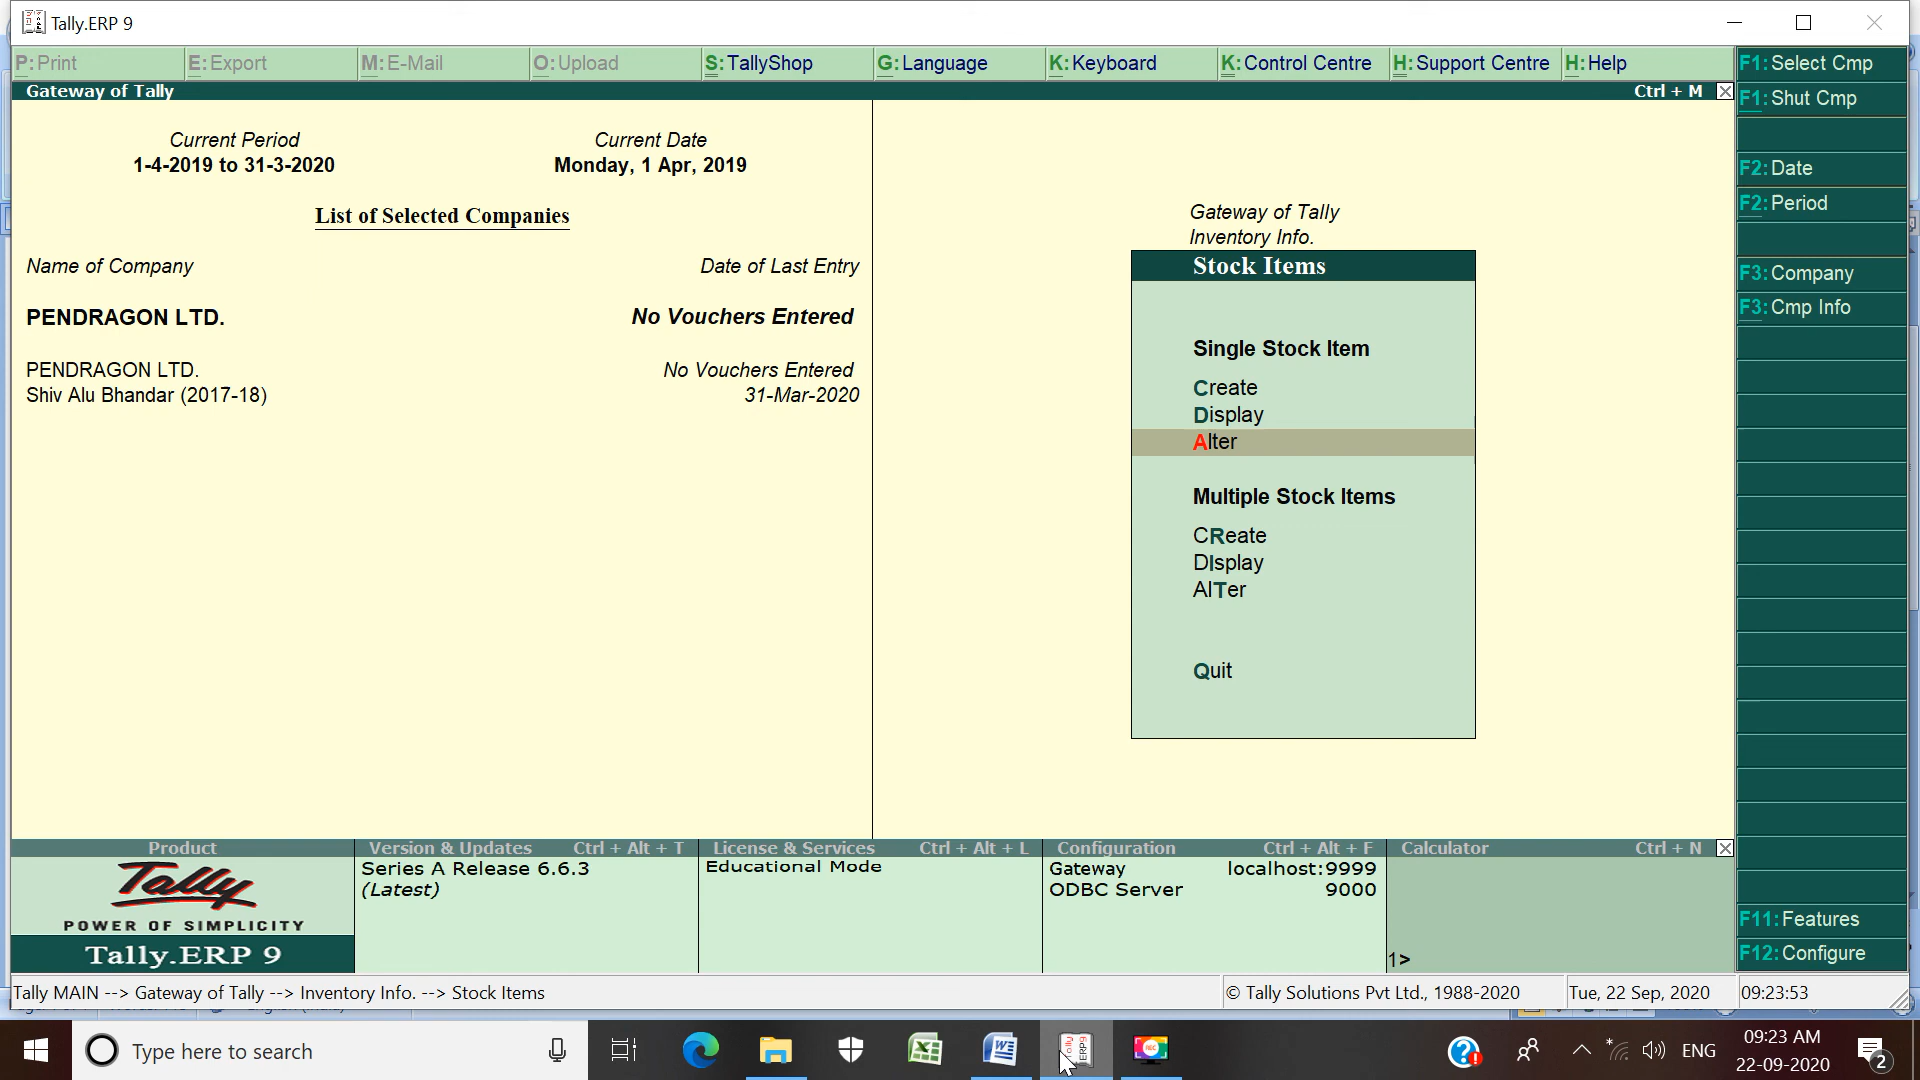 Tally.ERP 9
P: Print
E: Export
M: E-Mail
O: Upload
S: TallyShop
G: Language
K: Keyboard
K: Control Centre
H: Support Centre
H: Help
F1: Select Cmp
Gateway of Tally
Ctrl + M
F1: Shut Cmp
Current Period
Current Date
1-4-2019 to 31-3-2020
Monday, 1 Apr, 2019
List of Selected Companies
Name of Company
Date of Last Entry
PENDRAGON LTD.
No Vouchers Entered
PENDRAGON LTD.
No Vouchers Entered
Shiv Alu Bhandar (2017-18)
31-Mar-2020
Gateway of Tally
Inventory Info.
Stock Items
Single Stock Item
Create
Display
Alter
Multiple Stock Items
CReate
DIsplay
AlTer
Quit
F2: Date
F2: Period
F3: Company
F3: Cmp Info
F11: Features
F12: Configure
Product
Tally
POWER OF SIMPLICITY
Tally.ERP 9
Version & Updates
Ctrl + Alt + T
Series A Release 6.6.3
(Latest)
License & Services
Ctrl + Alt + L
Educational Mode
Configuration
Ctrl + Alt + F
Gateway
localhost:9999
ODBC Server
9000
Calculator
Ctrl + N
1>
Tally MAIN --> Gateway of Tally --> Inventory Info. --> Stock Items
© Tally Solutions Pvt Ltd., 1988-2020
Tue, 22 Sep, 2020
09:23:53
Type here to search
ENG
09:23 AM
22-09-2020
2